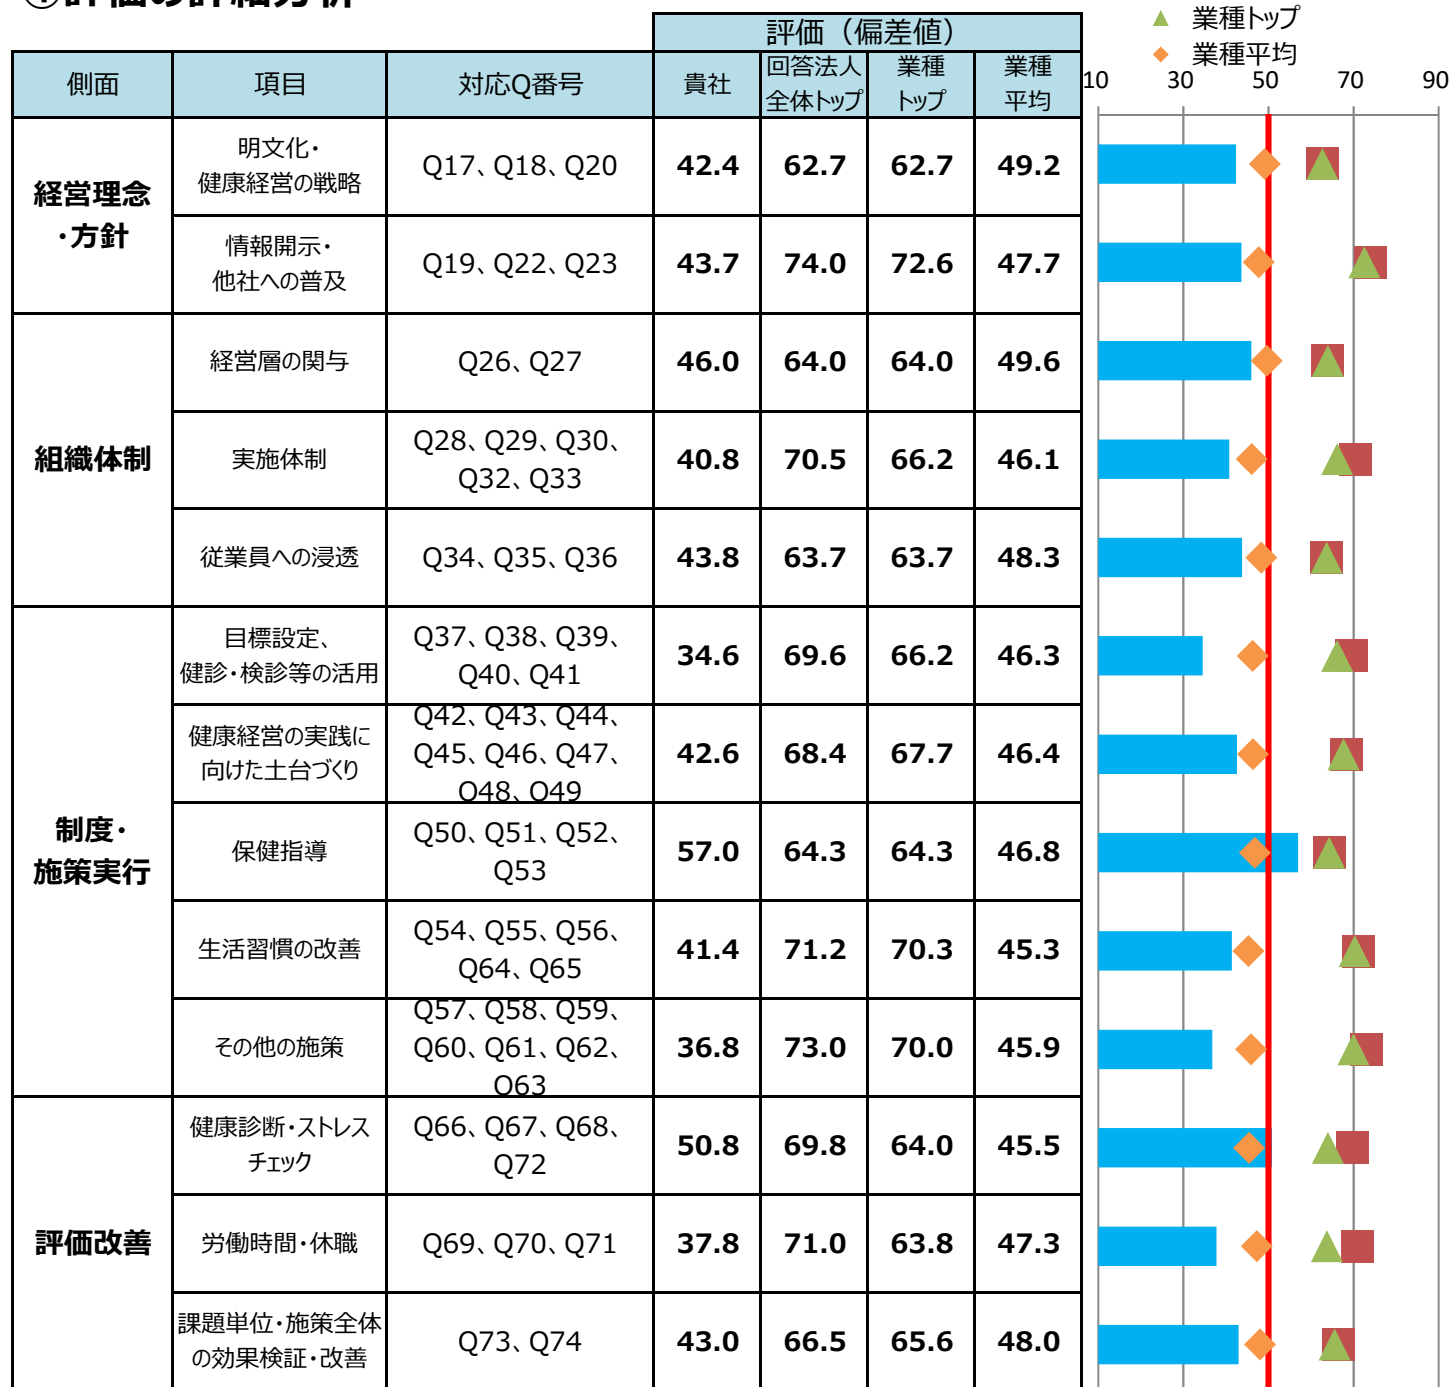 ①評価の詳細分析
▲ 業種トップ
◆ 業種平均
評価（偏差値）
側面 項目 対応Q番号 貴社 回答法人 業種 業種
全体トップ トップ 平均
10 30 50 70 90
経営理念
・方針
明文化・
健康経営の戦略
Q17、Q18、Q20 42.4 62.7 62.7 49.2
情報開示・
他社への普及
Q19、Q22、Q23 43.7 74.0 72.6 47.7
組織体制
経営層の関与 Q26、Q27 46.0 64.0 64.0 49.6
実施体制
Q28、Q29、Q30、
Q32、Q33
40.8 70.5 66.2 46.1
従業員への浸透 Q34、Q35、Q36 43.8 63.7 63.7 48.3
制度・
施策実行
目標設定、
健診・検診等の活用
Q37、Q38、Q39、
Q40、Q41
34.6 69.6 66.2 46.3
健康経営の実践に
向けた土台づくり
Q42、Q43、Q44、
Q45、Q46、Q47、
Q48、Q49
42.6 68.4 67.7 46.4
保健指導
Q50、Q51、Q52、
Q53
57.0 64.3 64.3 46.8
生活習慣の改善
Q54、Q55、Q56、
Q64、Q65
41.4 71.2 70.3 45.3
その他の施策
Q57、Q58、Q59、
Q60、Q61、Q62、
Q63
36.8 73.0 70.0 45.9
評価改善
健康診断・ストレス
チェック
Q66、Q67、Q68、
Q72
50.8 69.8 64.0 45.5
労働時間・休職 Q69、Q70、Q71 37.8 71.0 63.8 47.3
課題単位・施策全体
の効果検証・改善
Q73、Q74 43.0 66.5 65.6 48.0